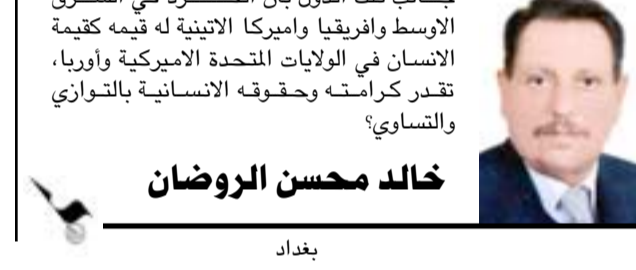 الاوسط وافريقيا واميركا الاتينية له قيمه كقيمة
الانسان في الولايات المتحدة الاميركية وأوربا،
تقدر كرامته وحقوقه الانسانية بالتوازي
والتساوي؟
خالد محسن الروضان
بغداد